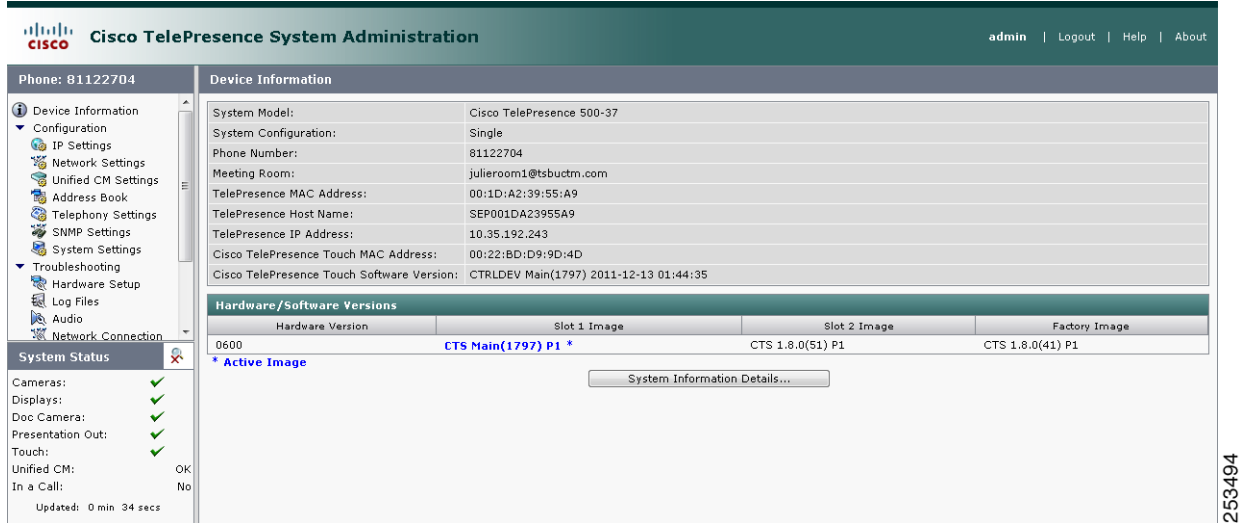 CISCO
Cisco TelePresence System Administration
admin | Logout | Help | About
Phone: 81122704
Device Information
Configuration
IP Settings
Network Settings
Unified CM Settings
Address Book
Telephony Settings
SNMP Settings
System Settings
Troubleshooting
Hardware Setup
Log Files
Audio
Network Connection
System Status
Cameras:
Displays:
Doc Camera:
Presentation Out:
Touch:
Unified CM: OK
In a Call: No
Updated: 0 min 34 secs
Device Information
System Model: Cisco TelePresence 500-37
System Configuration: Single
Phone Number: 81122704
Meeting Room: julieroom1@tsbuctm.com
TelePresence MAC Address: 00:1D:A2:39:55:A9
TelePresence Host Name: SEP001DA23955A9
TelePresence IP Address: 10.35.192.243
Cisco TelePresence Touch MAC Address: 00:22:BD:D9:9D:4D
Cisco TelePresence Touch Software Version: CTRLDEV Main(1797) 2011-12-13 01:44:35
Hardware/Software Versions
Hardware Version Slot 1 Image Slot 2 Image Factory Image
0600 CTS Main(1797) P1 * CTS 1.8.0(51) P1 CTS 1.8.0(41) P1
* Active Image
System Information Details...
253494